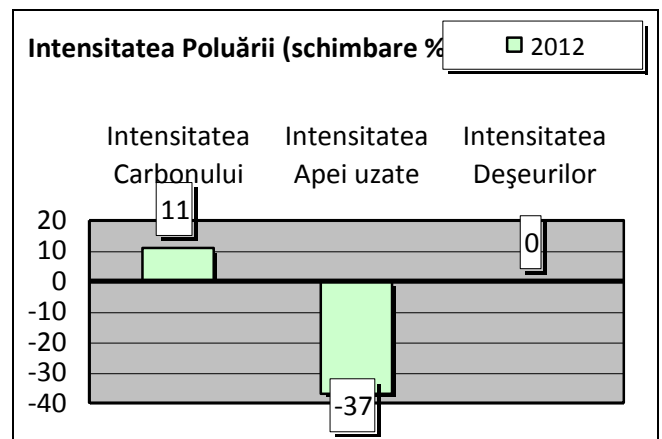 Intensitatea Poluării (schimbare %
2012
Intensitatea Carbonului
Intensitatea Apei uzate
Intensitatea Deşeurilor
11
0
-37
20
10
0
-10
-20
-30
-40